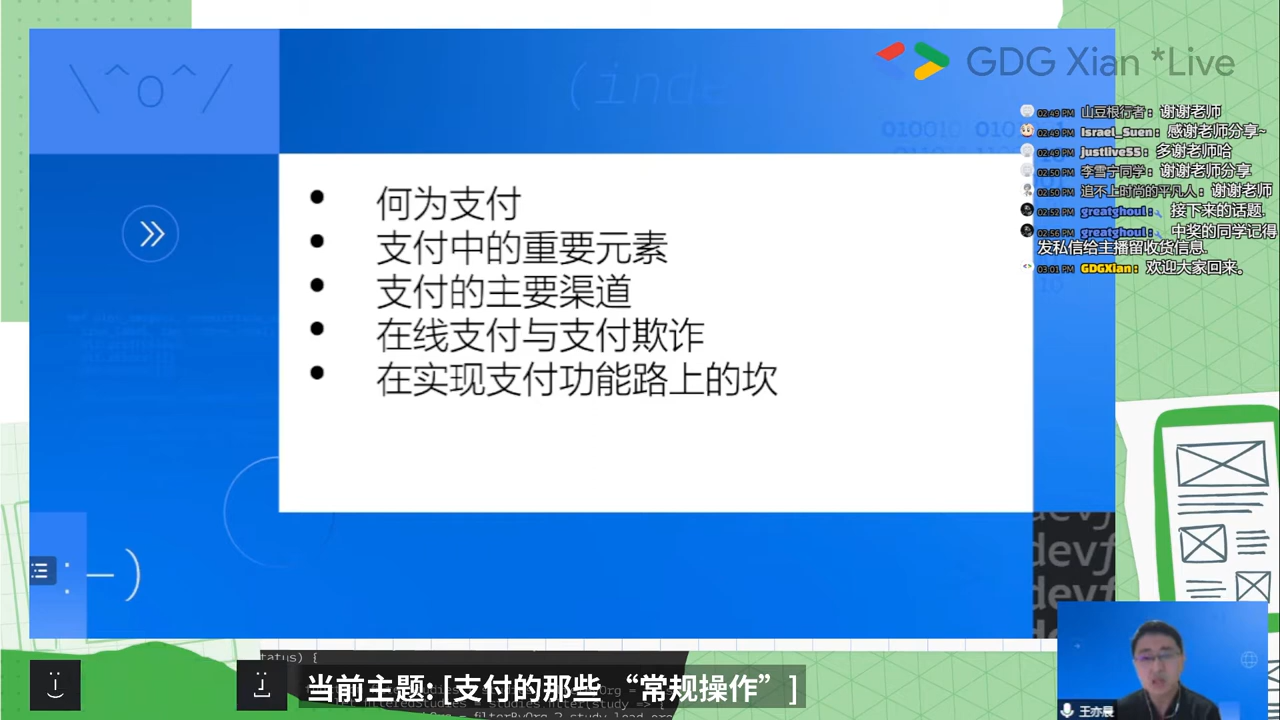 GDG Xian *Live
\^o^/
(inde
010010 01010 1
02:49 PM 山豆根行者: 谢谢老师
02:49 PM Israel_Suen: 感谢老师分享~
02:49 PM justlive55: 多谢老师哈
02:50 PM 李雪宁同学: 谢谢老师分享
02:50 PM 追不上时尚的平凡人: 谢谢老师
02:52 PM greatghoul: 接下来的话题
02:56 PM greatghoul: 中奖的同学记得
发私信给主播留收货信息.
03:01 PM GDGXian: 欢迎大家回来。
• 何为支付
• 支付中的重要元素
• 支付的主要渠道
• 在线支付与支付欺诈
• 在实现支付功能路上的坎
:—)
devf
devf
tatus) {
当前主题: [支付的那些 “常规操作” ]
王亦晨